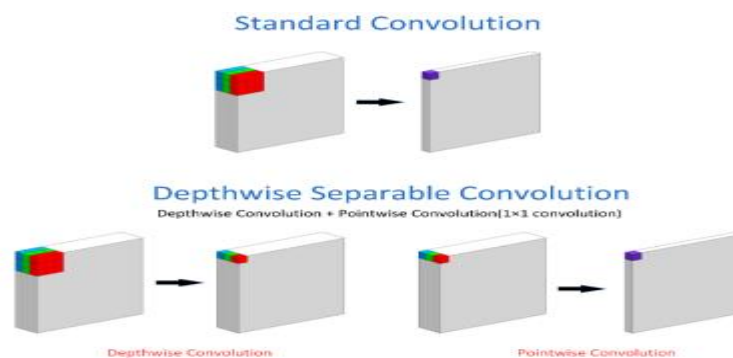 Standard Convolution
Depthwise Separable Convolution
Depthwise Convolution + Pointwise Convolution(1×1 convolution)
Depthwise Convolution
Pointwise Convolution